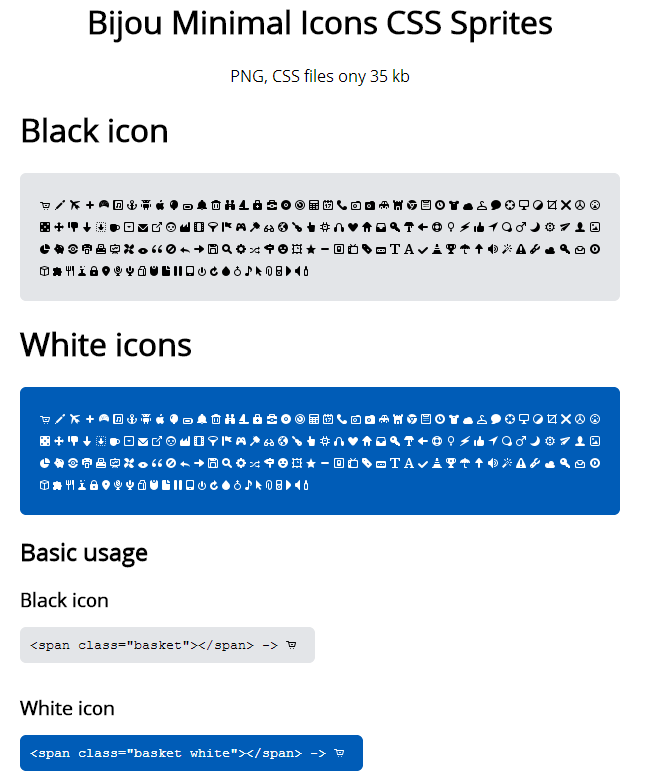 Bijou Minimal Icons CSS Sprites
PNG, CSS files ony 35 kb
Black icon
White icons
Basic usage
Black icon
<span class="basket"></span> ->
White icon
<span class="basket white"></span> ->